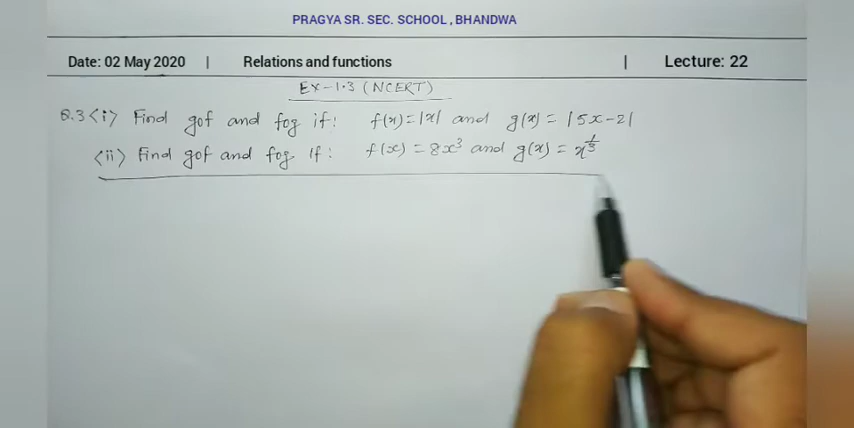 PRAGYA SR. SEC. SCHOOL , BHANDWA
Date: 02 May 2020 | Relations and functions | Lecture: 22
EX-1.3 (NCERT)
Q.3 <i> Find gof and fog if: f(x) = |x| and g(x) = |5x-2|
<ii> Find gof and fog If: f(x) = 8x³ and g(x) = x^(1/3)